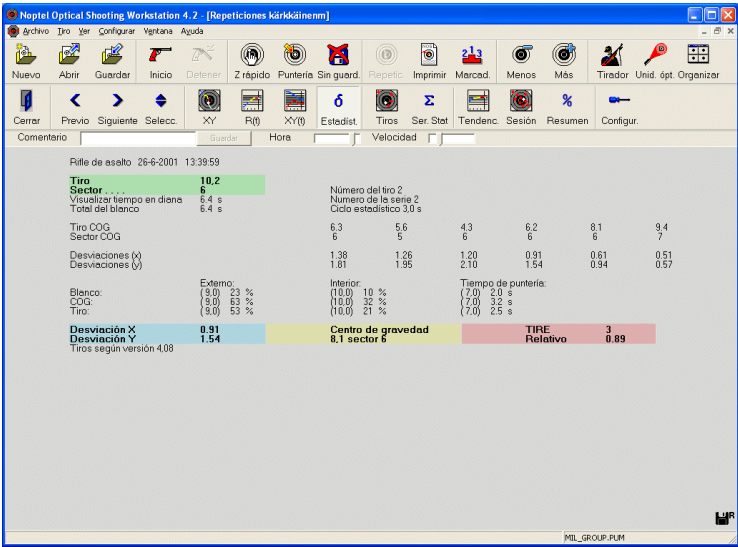 Noptel Optical Shooting Workstation 4.2 - [Repeticiones kärkkäinenm]
Archivo Tiro Ver Configurar Ventana Ayuda
Nuevo Abrir Guardar Inicio Detener Z rápido Puntería Sin guard. Repetic Imprimir Marcad. Menos Más Tirador Unid. ópt. Organizar
Cerrar Previo Siguiente Selecc. XY R(t) XY(t) Estadíst. Tiros Ser. Stat Tendenc. Sesión Resumen Configur.
Comentario Guardar Hora Velocidad
Rifle de asalto 26-6-2001 13:39:59
Tiro 10,2
Sector . . . . 6 Número del tiro 2
Visualizar tiempo en diana 6.4 s Numero de la serie 2
Total del blanco 6.4 s Ciclo estadístico 3,0 s
Tiro COG 6.3 5.6 4.3 6.2 8.1 9.4
Sector COG 6 5 6 6 6 7
Desviaciones (x) 1.38 1.26 1.20 0.91 0.61 0.51
Desviaciones (y) 1.81 1.95 2.10 1.54 0.94 0.57
Externo: Interior: Tiempo de puntería:
Blanco: ( 9,0) 23 % (10,0) 10 % ( 7,0) 2.0 s
COG: ( 9,0) 63 % (10,0) 32 % ( 7,0) 3.2 s
Tiro: ( 9,0) 53 % (10,0) 21 % ( 7,0) 2.5 s
Desviación X 0.91 Centro de gravedad TIRE 3
Desviación Y 1.54 8,1 sector 6 Relativo 0.89
Tiros según versión 4,08
R
MIL_GROUP.PUM